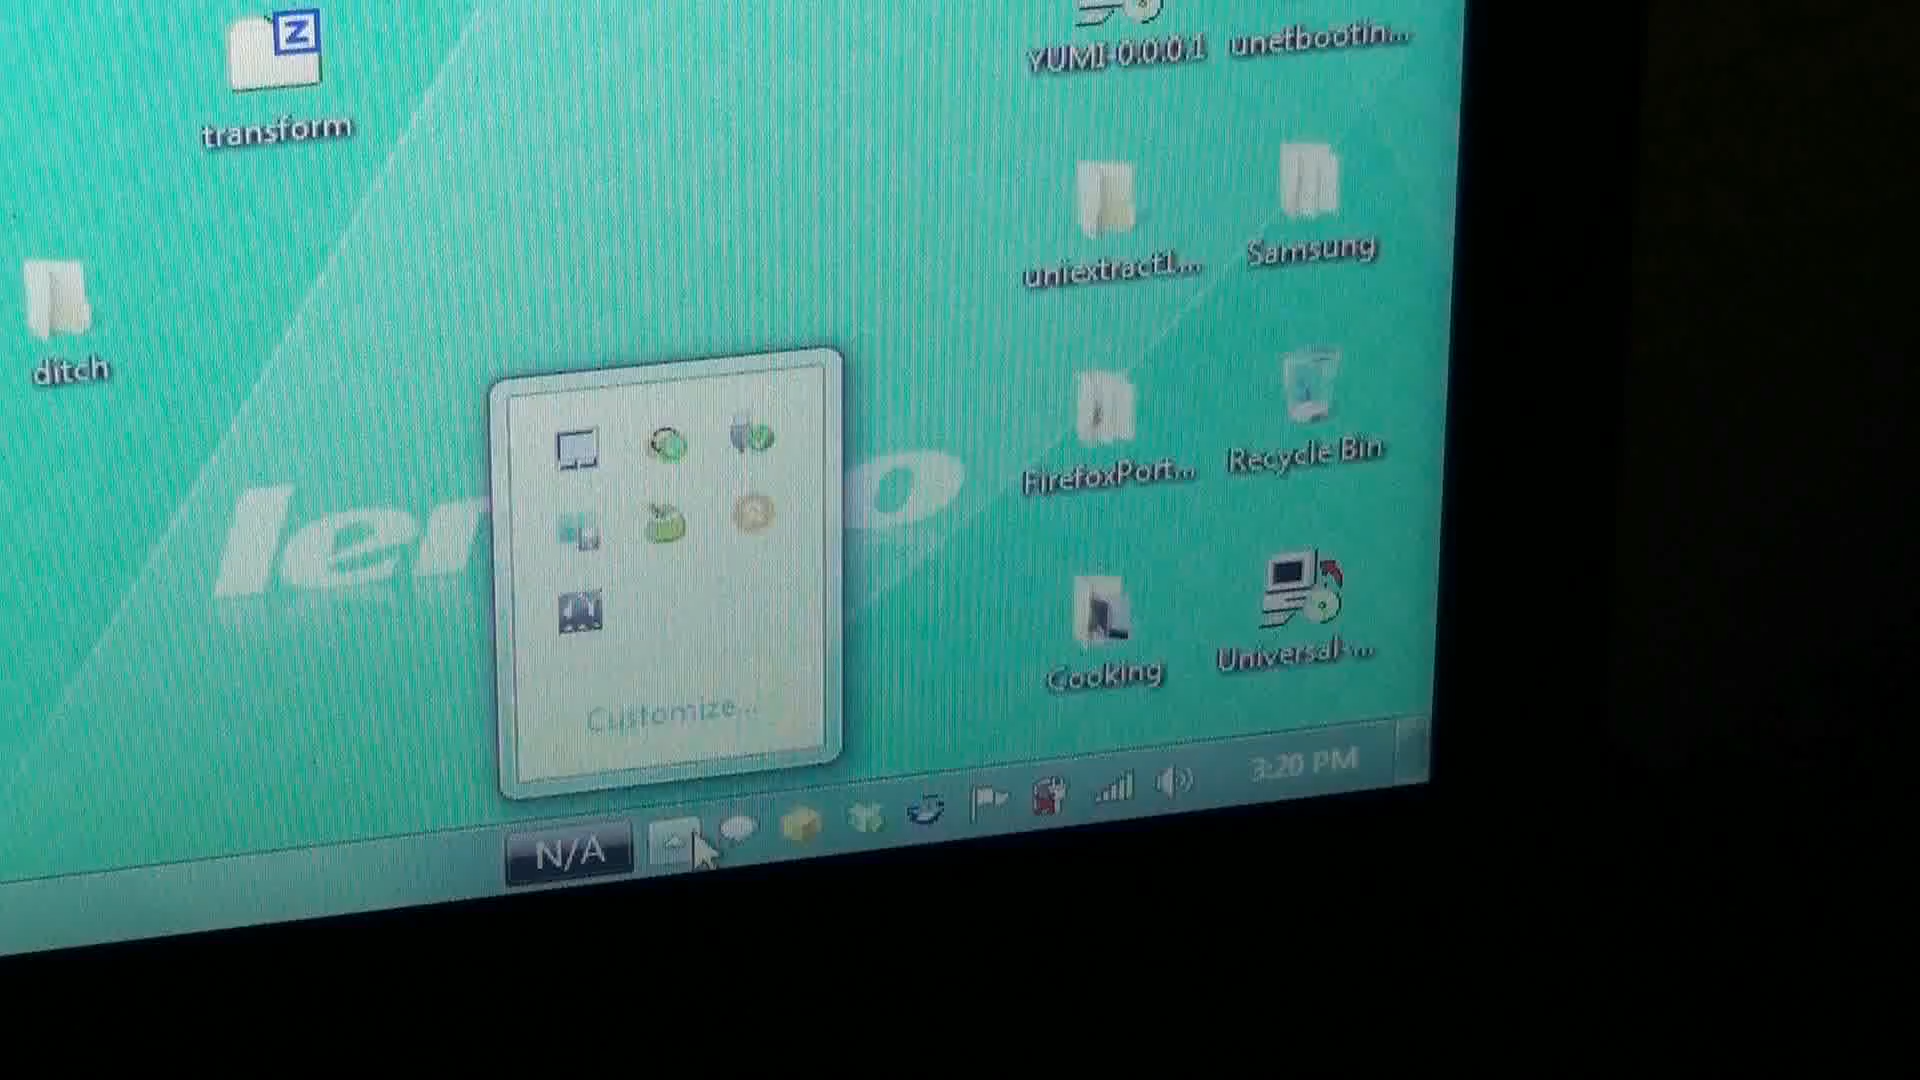 YUMI-0.0.0.1
unetbootin...
transform
uniextract1...
Samsung
ditch
FirefoxPort...
Recycle Bin
Cooking
Universal-...
Customize...
3:20 PM
N/A